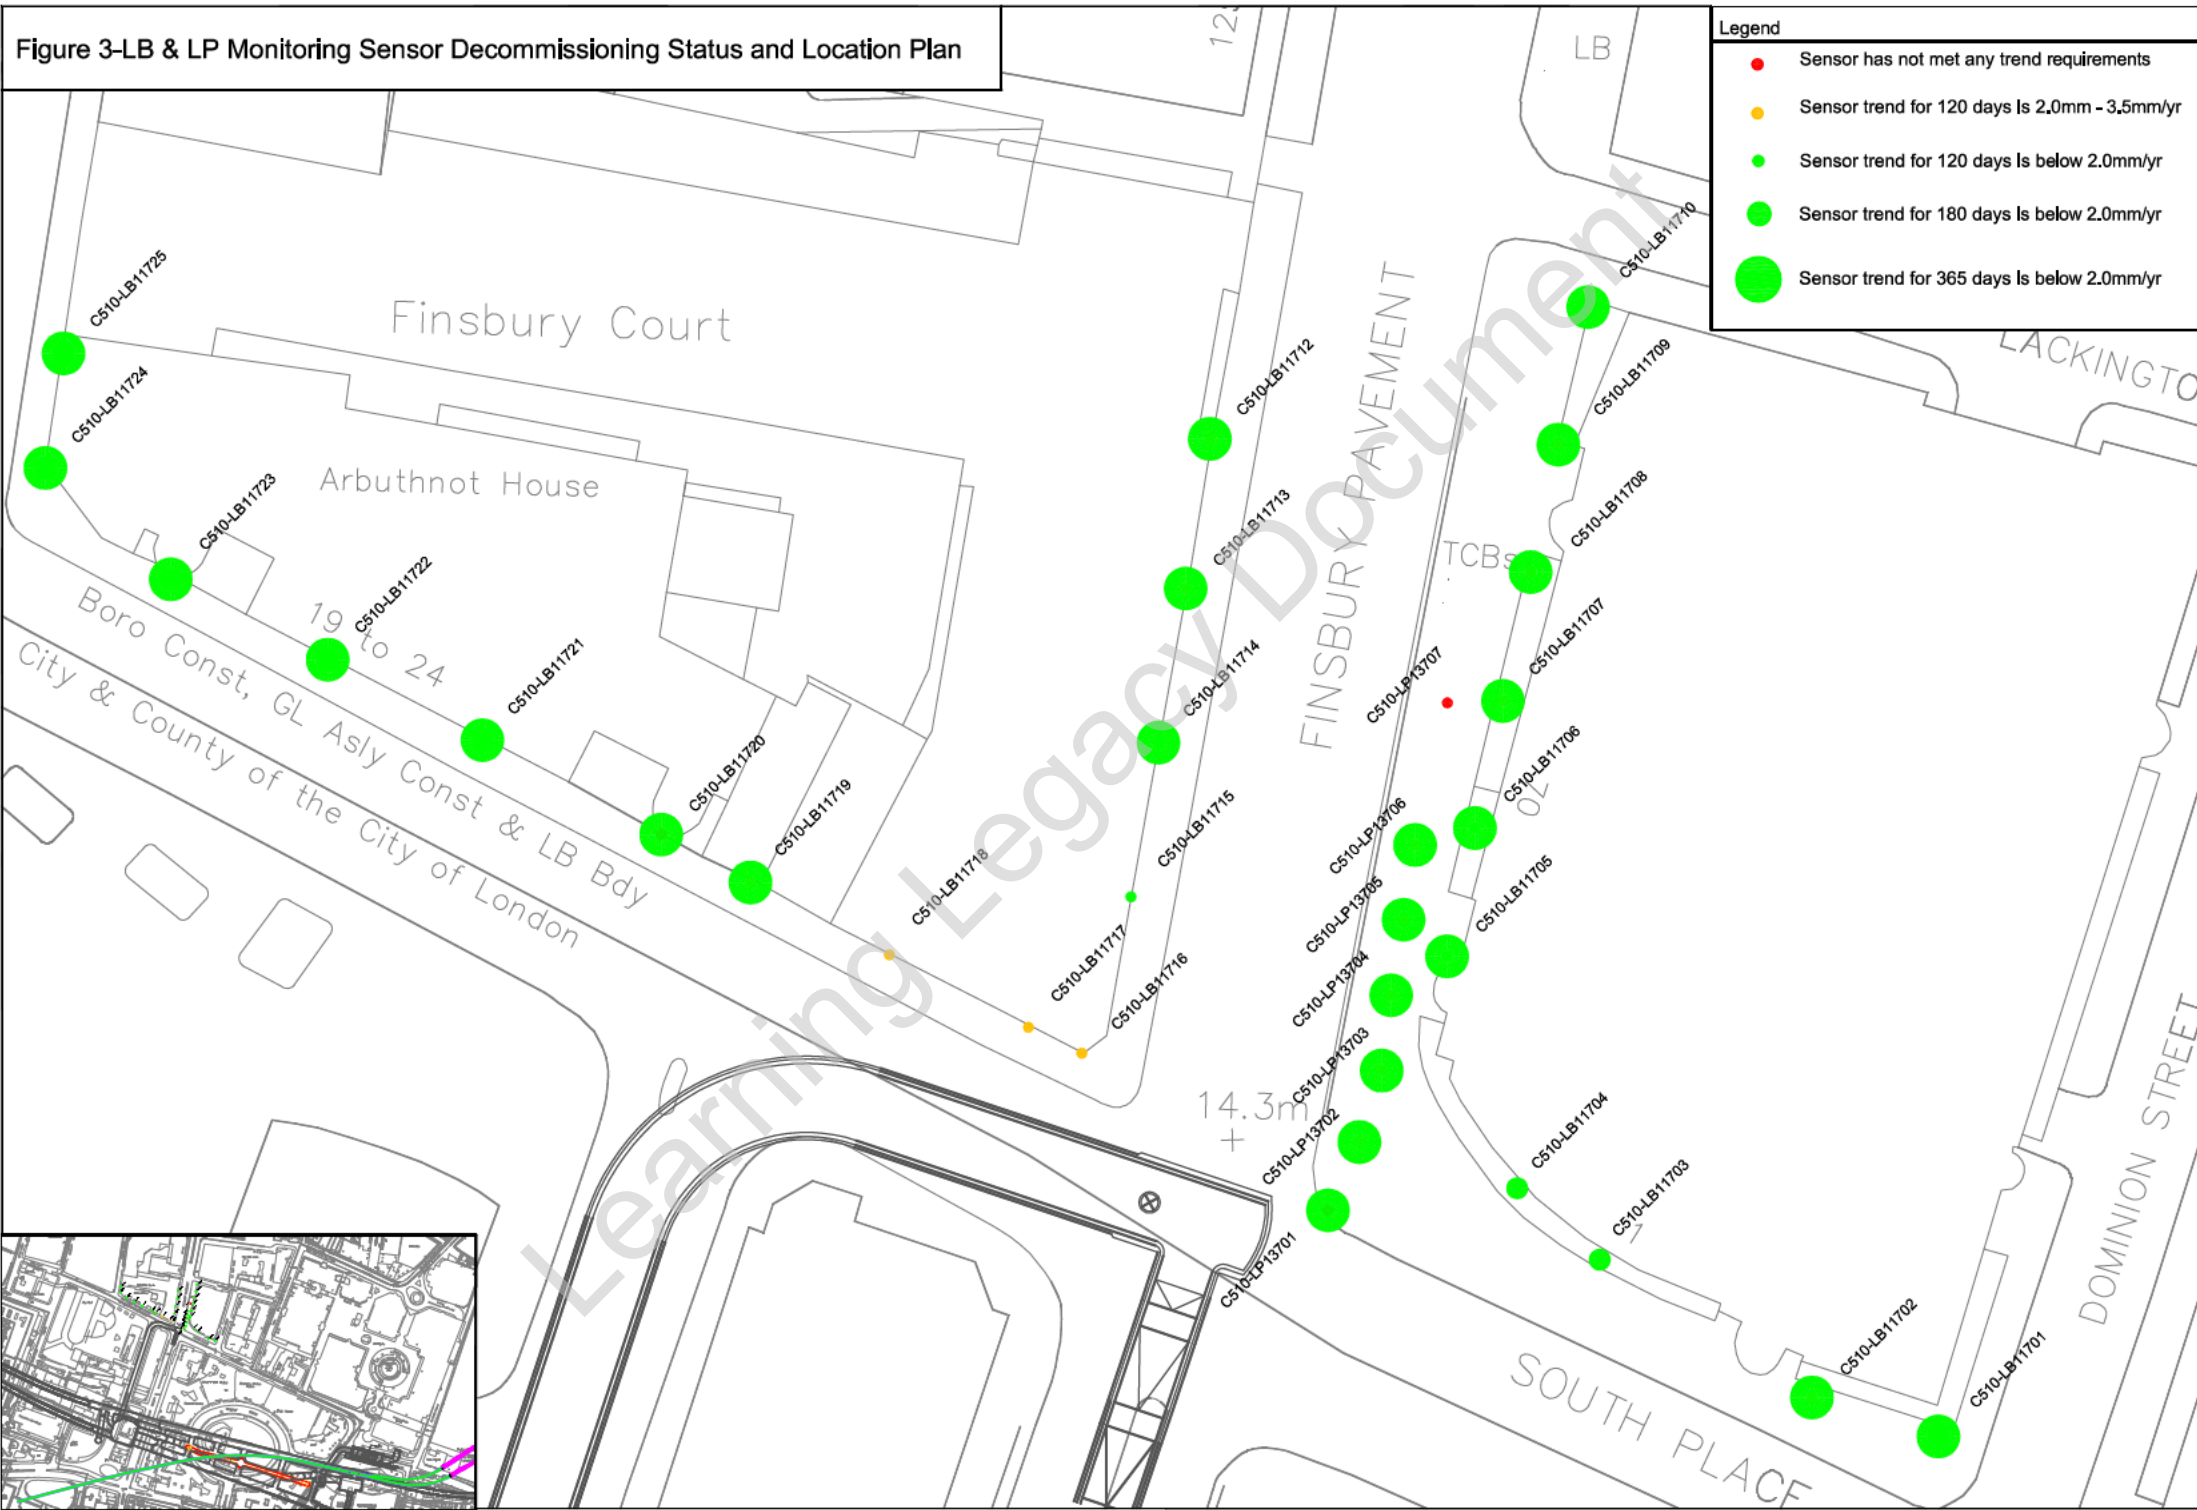 Figure 3-LB & LP Monitoring Sensor Decommissioning Status and Location Plan
Legend
Sensor has not met any trend requirements
Sensor trend for 120 days Is 2.0mm - 3.5mm/yr
Sensor trend for 120 days Is below 2.0mm/yr
Sensor trend for 180 days Is below 2.0mm/yr
Sensor trend for 365 days Is below 2.0mm/yr
LB
LACKINGTO
C510-LB11710
C510-LB11725
Finsbury Court
C510-LB11712
C510-LB11709
C510-LB11724
Arbuthnot House
C510-LB11723
C510-LB11713
FINSBURY PAVEMENT
C510-LB11708
TCBs
C510-LB11722
19 to 24
C510-LB11721
C510-LB11714
C510-LP13707
C510-LB11707
Boro Const, GL Asly Const & LB Bdy
City & County of the City of London
C510-LB11720
C510-LB11719
C510-LB11706
70
C510-LB11715
C510-LP13706
C510-LB11718
C510-LP13705
C510-LB11705
C510-LB11717
C510-LB11716
C510-LP13704
C510-LP13703
14.3m
C510-LP13702
C510-LB11704
C510-LB11703
1
C510-LP13701
DOMINION STREET
C510-LB11702
C510-LB11701
SOUTH PLACE
Learning Legacy Document